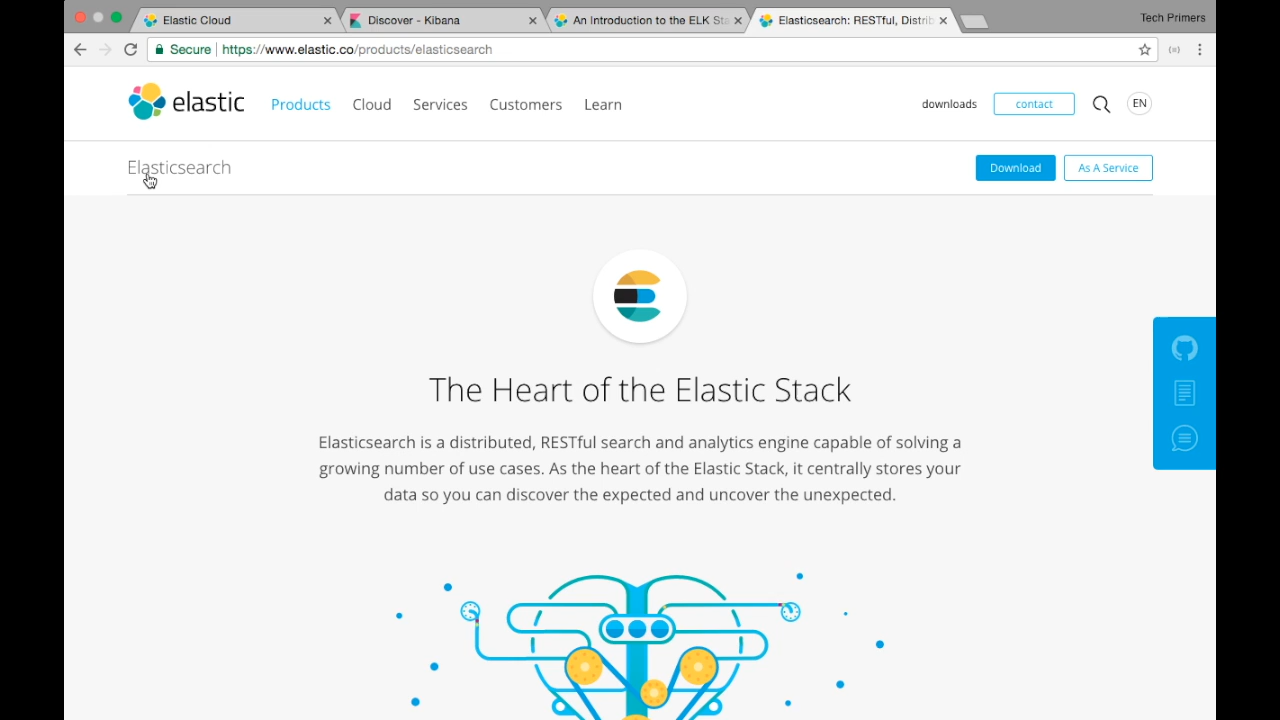 Elastic Cloud
Discover - Kibana
An Introduction to the ELK Sta
Elasticsearch: RESTful, Distrib
Tech Primers
Secure
https://www.elastic.co/products/elasticsearch
elastic
Products
Cloud
Services
Customers
Learn
downloads
contact
EN
Elasticsearch
Download
As A Service
The Heart of the Elastic Stack
Elasticsearch is a distributed, RESTful search and analytics engine capable of solving a
growing number of use cases. As the heart of the Elastic Stack, it centrally stores your
data so you can discover the expected and uncover the unexpected.